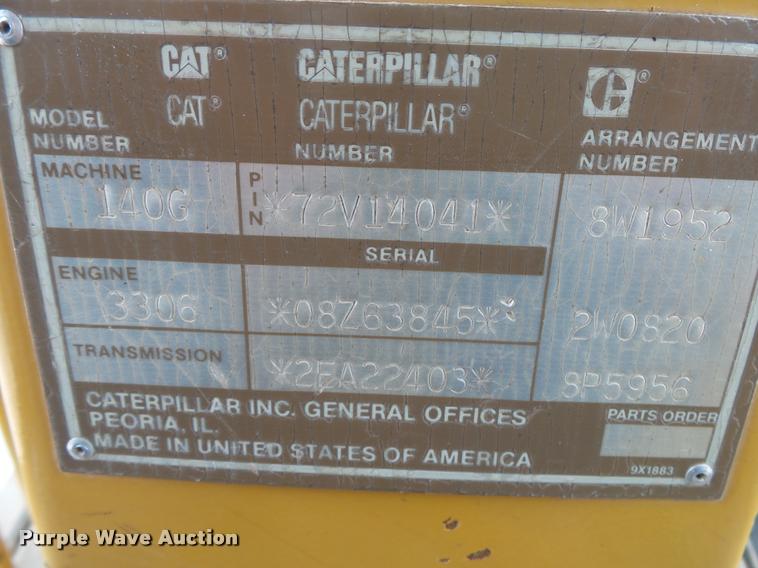 CAT® CATERPILLAR® ®
CAT® CATERPILLAR®
MODEL NUMBER NUMBER ARRANGEMENT NUMBER
MACHINE 140G PIN *72V14041* 8W1952
SERIAL
ENGINE 3306 *08Z63845* 2W0820
TRANSMISSION *2EA22403* 8P5956
CATERPILLAR INC. GENERAL OFFICES
PEORIA, IL. PARTS ORDER
MADE IN UNITED STATES OF AMERICA
9X1883
Purple Wave Auction